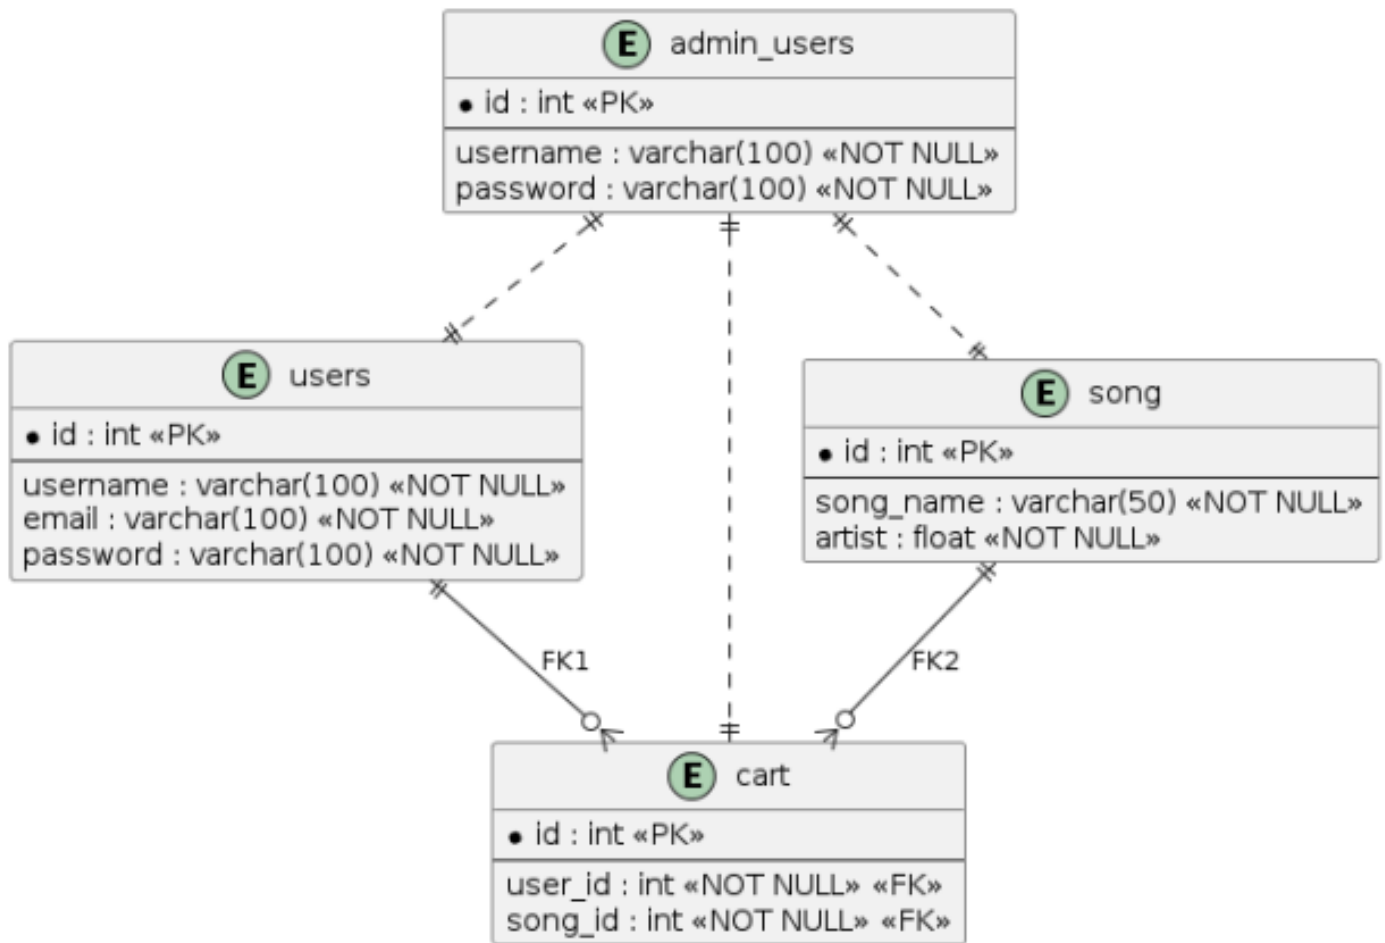 E admin_users
id : int «PK»
username : varchar(100) «NOT NULL»
password : varchar(100) «NOT NULL»
E users
id : int «PK»
username : varchar(100) «NOT NULL»
email : varchar(100) «NOT NULL»
password : varchar(100) «NOT NULL»
E song
id : int «PK»
song_name : varchar(50) «NOT NULL»
artist : float «NOT NULL»
FK1
FK2
E cart
id : int «PK»
user_id : int «NOT NULL» «FK»
song_id : int «NOT NULL» «FK»